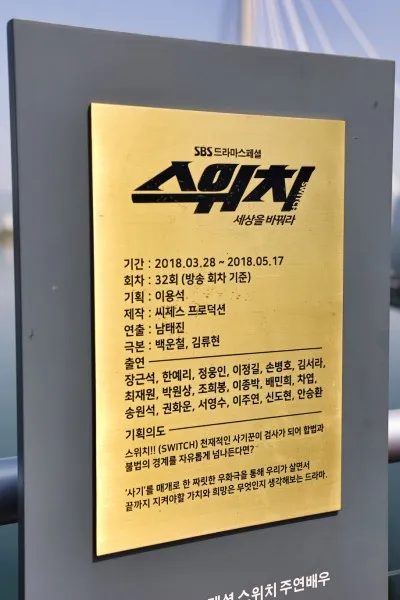 SBS 드라마스페셜
스위치
SWITCH
세상을 바꿔라
기간 : 2018.03.28 ~ 2018.05.17
회차 : 32회 (방송 회차 기준)
기획 : 이용석
제작 : 씨제스 프로덕션
연출 : 남태진
극본 : 백운철, 김류현
출연
장근석, 한예리, 정웅인, 이정길, 손병호, 김서라,
최재원, 박원상, 조희봉, 이종박, 배민희, 차엽,
송원석, 권화운, 서영수, 이주연, 신도현, 안승환
기획의도
스위치!! (SWITCH) 천재적인 사기꾼이 검사가 되어 합법과
불법의 경계를 자유롭게 넘나든다면?
'사기'를 매개로 한 짜릿한 우화극을 통해 우리가 살면서
끝까지 지켜야할 가치와 희망은 무엇인지 생각해보는 드라마.
스위치 주연배우